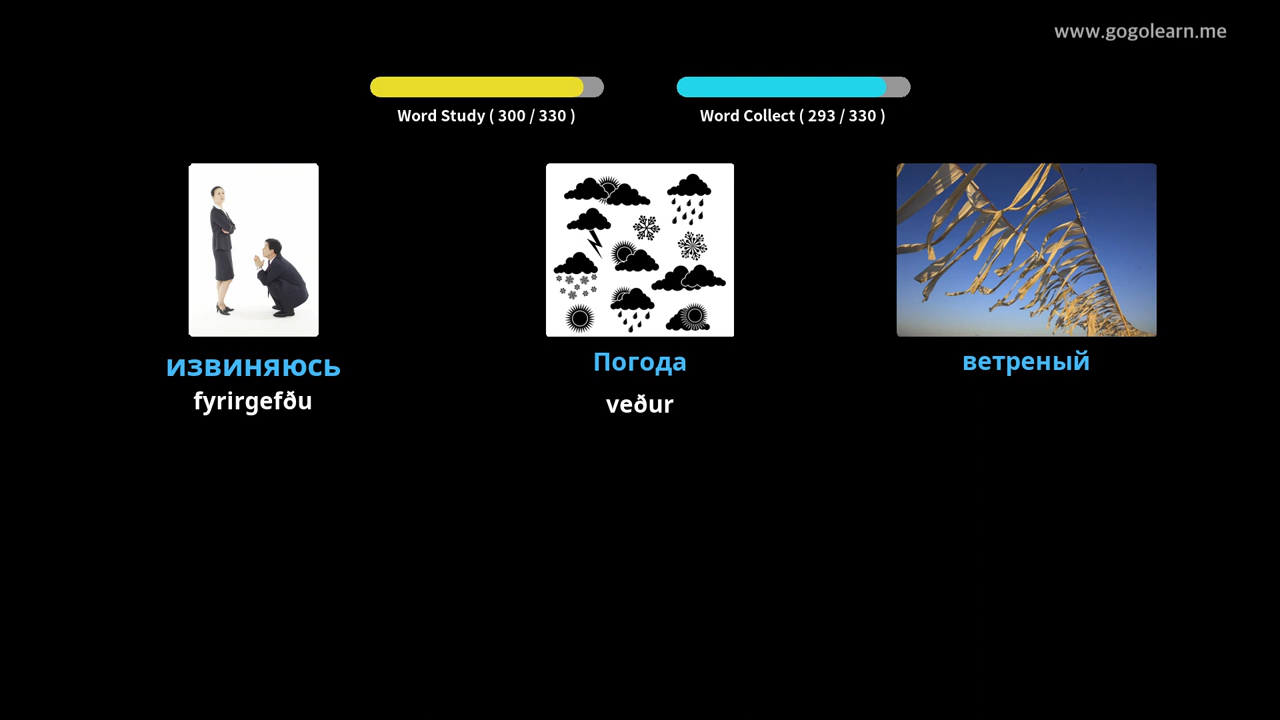 www.gogolearn.me
Word Study ( 300 / 330 )
Word Collect ( 293 / 330 )
извиняюсь
fyrirgefðu
Погода
veður
ветреный